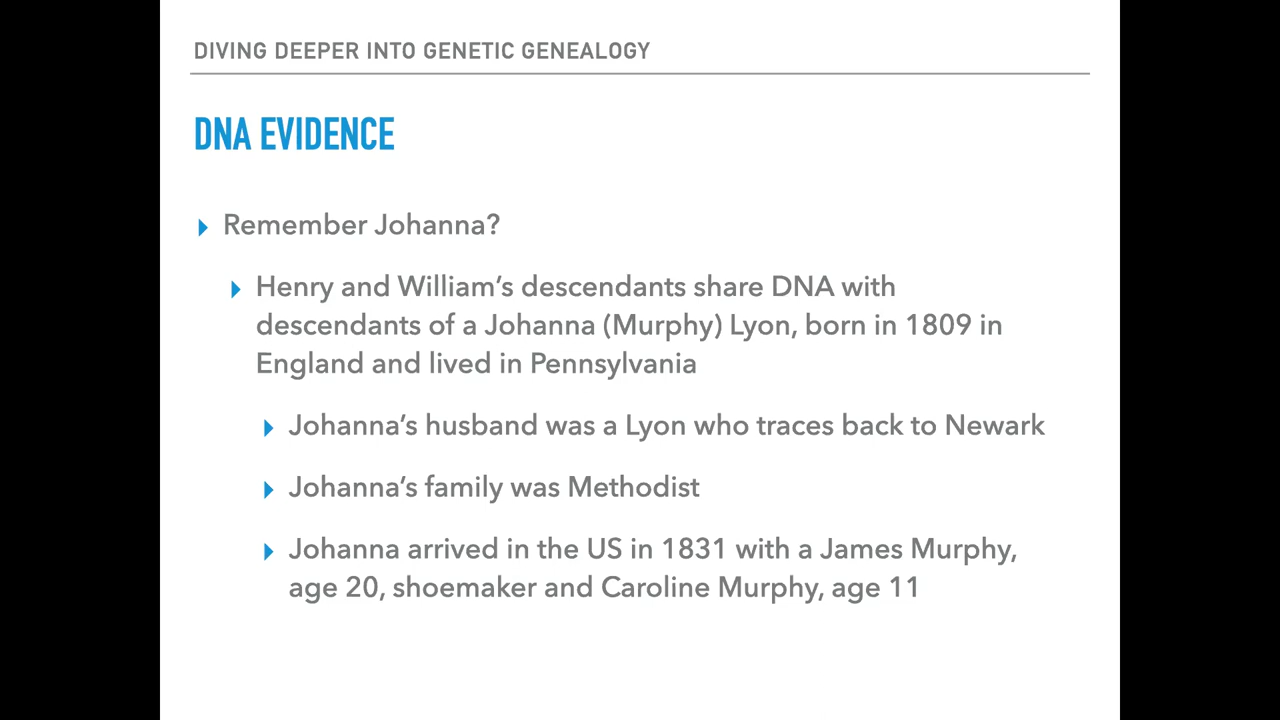 DIVING DEEPER INTO GENETIC GENEALOGY
DNA EVIDENCE
Remember Johanna?
Henry and William’s descendants share DNA with
descendants of a Johanna (Murphy) Lyon, born in 1809 in
England and lived in Pennsylvania
Johanna’s husband was a Lyon who traces back to Newark
Johanna’s family was Methodist
Johanna arrived in the US in 1831 with a James Murphy,
age 20, shoemaker and Caroline Murphy, age 11